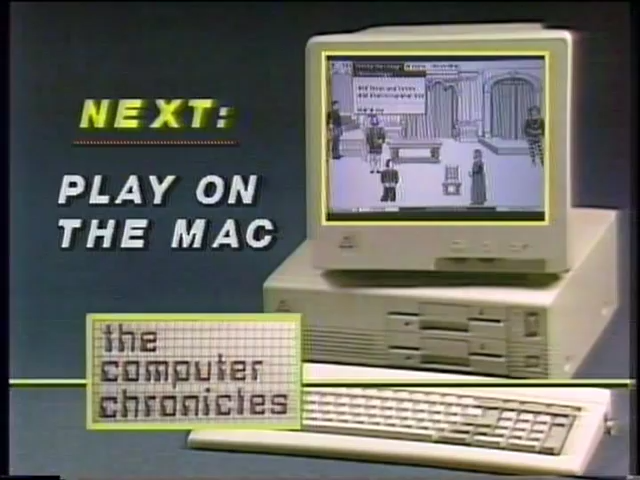 NEXT:
PLAY ON
THE MAC
the
computer
chronicles